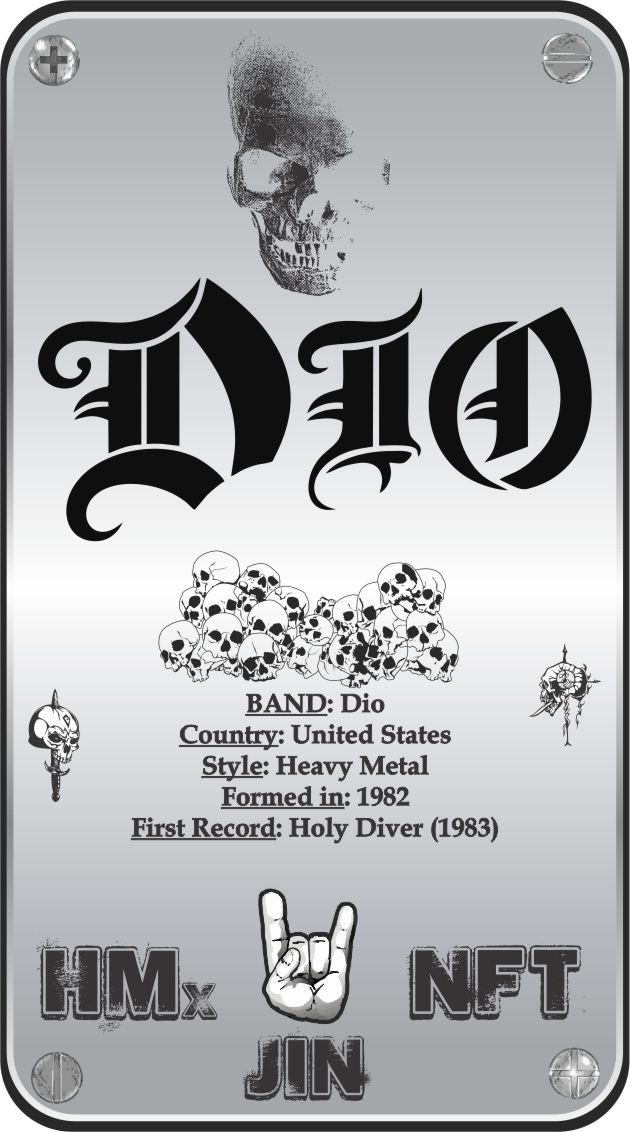 DIO
BAND: Dio
Country: United States
Style: Heavy Metal
Formed in: 1982
First Record: Holy Diver (1983)
HMx NFT
JIN